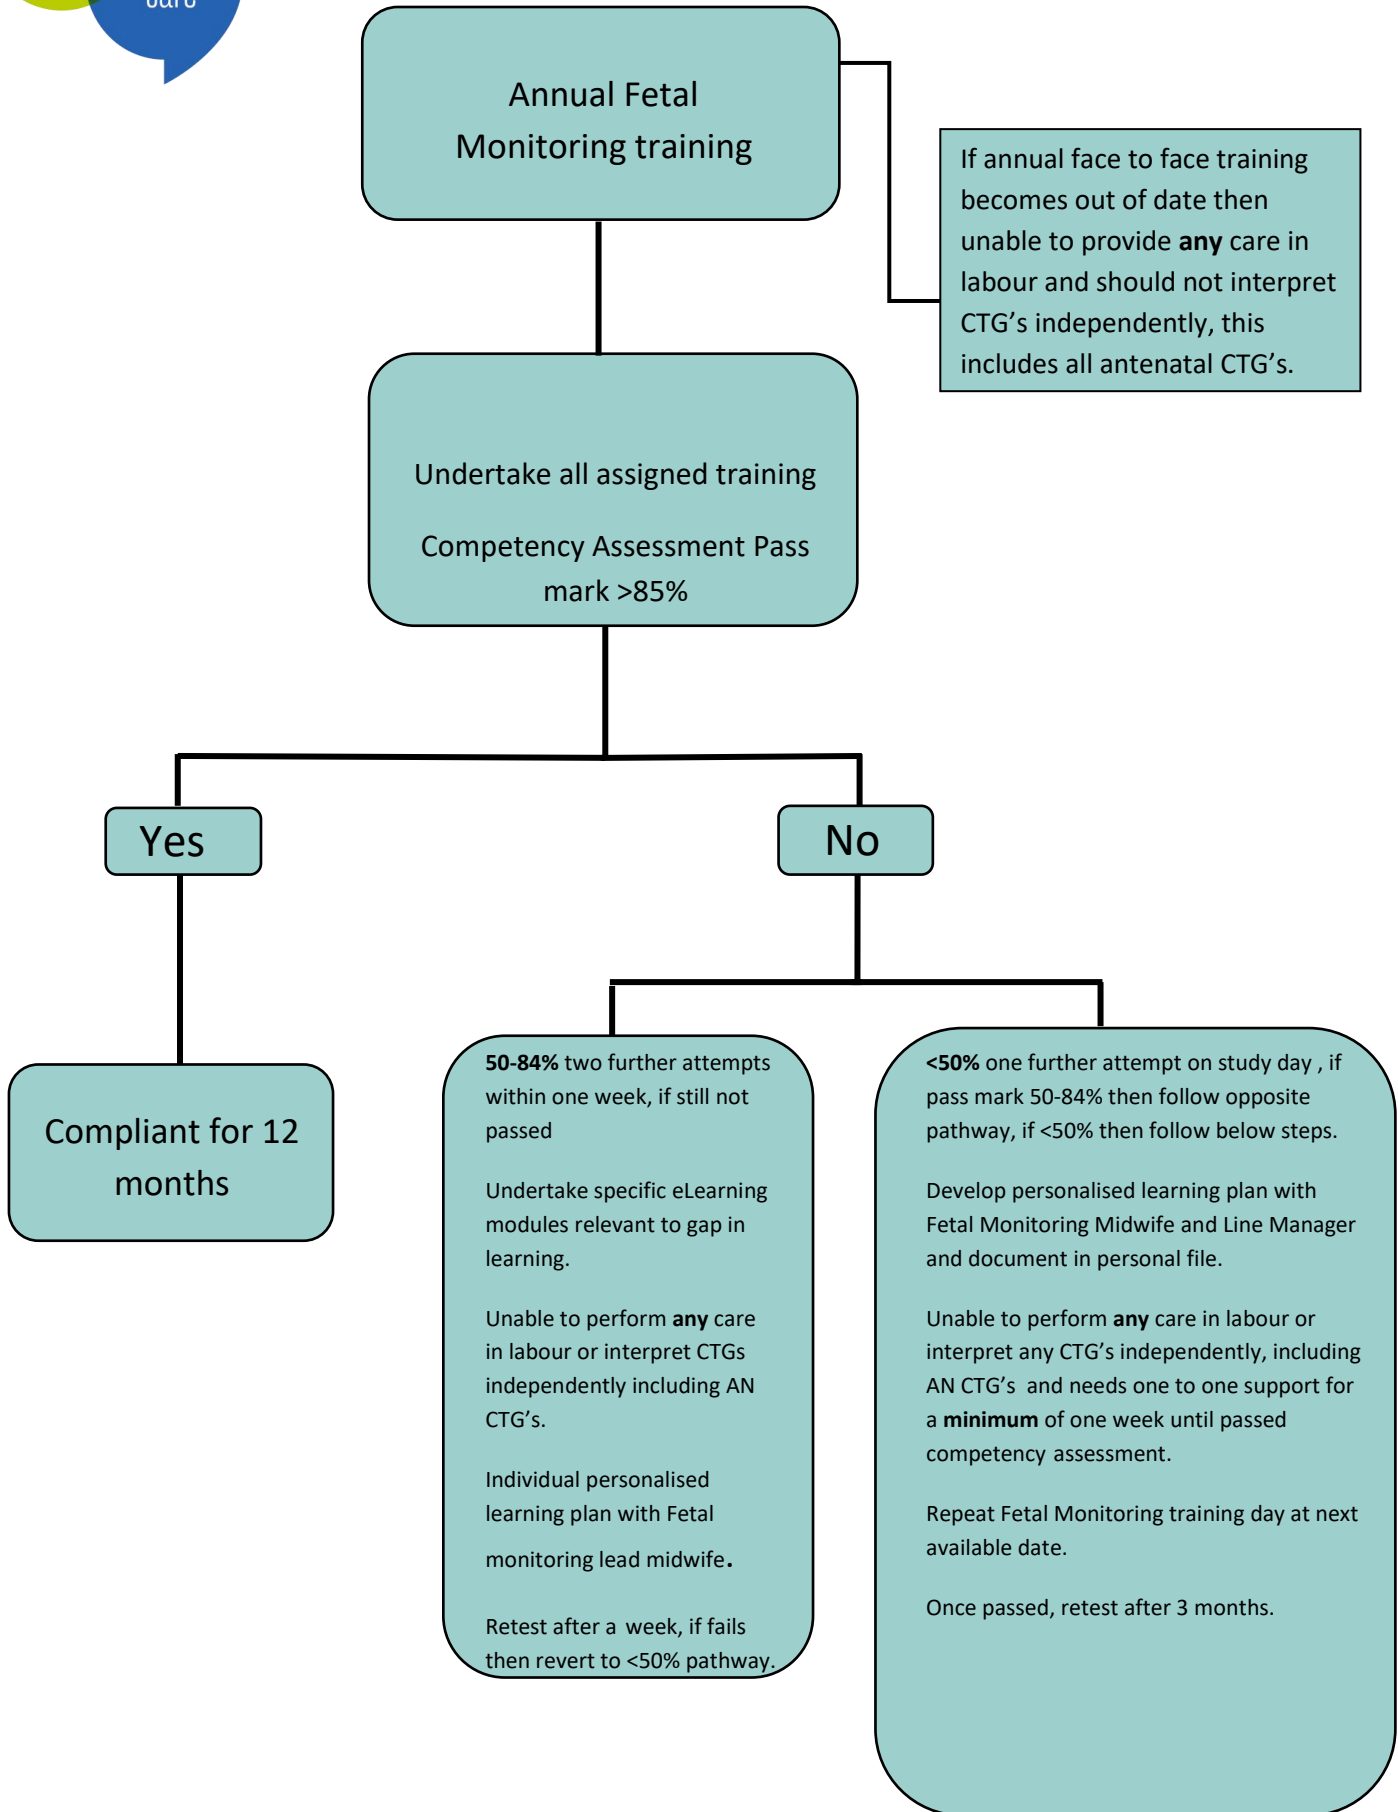 Annual Fetal
Monitoring training
If annual face to face training
becomes out of date then
unable to provide any care in
labour and should not interpret
CTG’s independently, this
includes all antenatal CTG’s.
Undertake all assigned training
Competency Assessment Pass
mark >85%
Yes
No
Compliant for 12
months
50-84% two further attempts
within one week, if still not
passed
Undertake specific eLearning
modules relevant to gap in
learning.
Unable to perform any care
in labour or interpret CTGs
independently including AN
CTG’s.
Individual personalised
learning plan with Fetal
monitoring lead midwife.
Retest after a week, if fails
then revert to <50% pathway.
<50% one further attempt on study day , if
pass mark 50-84% then follow opposite
pathway, if <50% then follow below steps.
Develop personalised learning plan with
Fetal Monitoring Midwife and Line Manager
and document in personal file.
Unable to perform any care in labour or
interpret any CTG’s independently, including
AN CTG’s and needs one to one support for
a minimum of one week until passed
competency assessment.
Repeat Fetal Monitoring training day at next
available date.
Once passed, retest after 3 months.